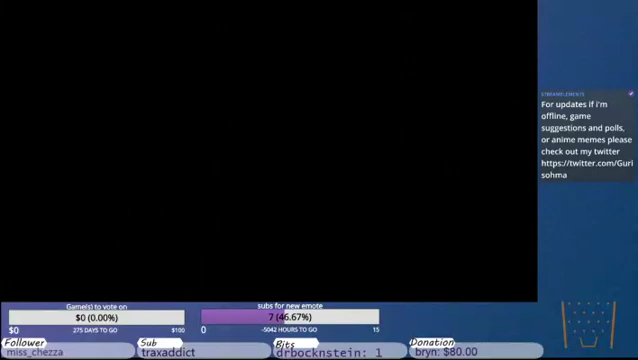 STREAMELEMENTS
For updates if i'm
offline, game
suggestions and polls,
or anime memes please
check out my twitter
https://twitter.com/Guri
sohma
Game(s) to vote on
$0 (0.00%)
$0 275 DAYS TO GO $100
subs for new emote
7 (46.67%)
0 -5042 HOURS TO GO 15
Follower
miss_chezza
Sub
traxaddict
Bits
drbocknstein: 1
Donation
bryn: $80.00